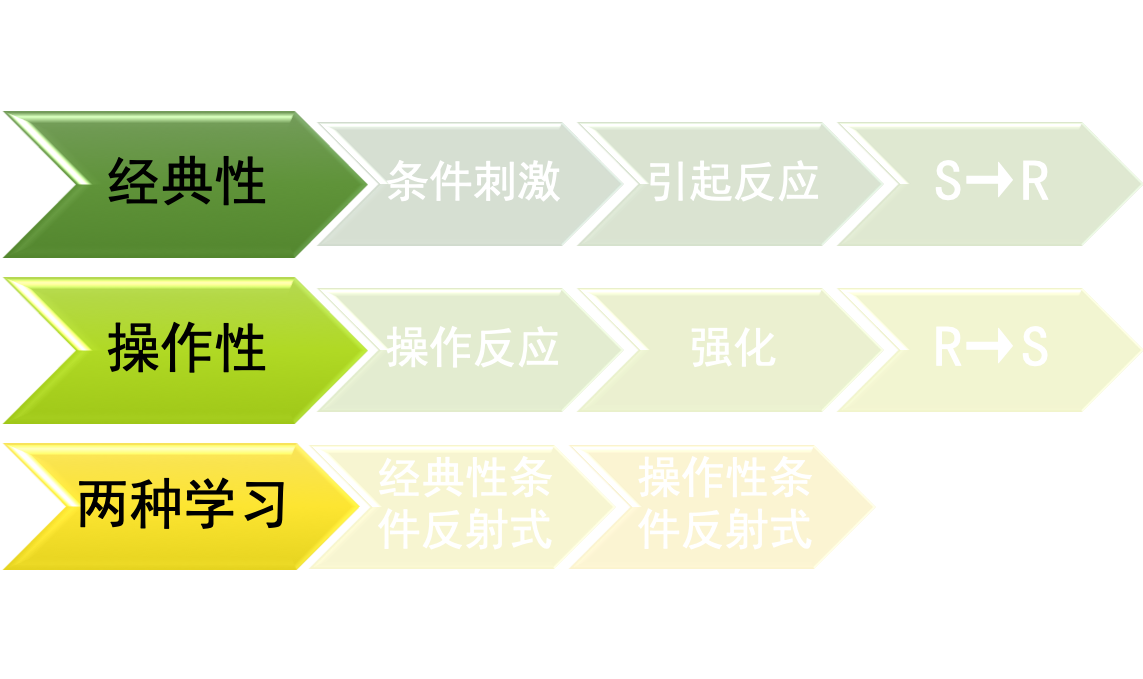 经典性
条件刺激
引起反应
S→R
操作性
操作反应
强化
R→S
两种学习
经典性条
件反射式
操作性条
件反射式